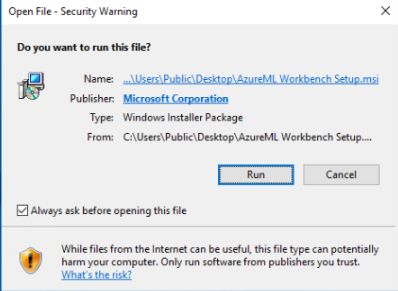 Open File - Security Warning
Do you want to run this file?
Name: ...\Users\Public\Desktop\AzureML Workbench Setup.msi
Publisher: Microsoft Corporation
Type: Windows Installer Package
From: C:\Users\Public\Desktop\AzureML Workbench Setup....
Run Cancel
Always ask before opening this file
While files from the Internet can be useful, this file type can potentially
harm your computer. Only run software from publishers you trust.
What's the risk?